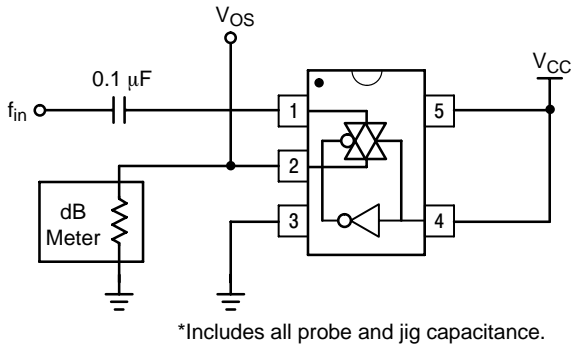 V_OS
V_CC
0.1 μF
f_in
1
5
2
dB
Meter
3
4
*Includes all probe and jig capacitance.